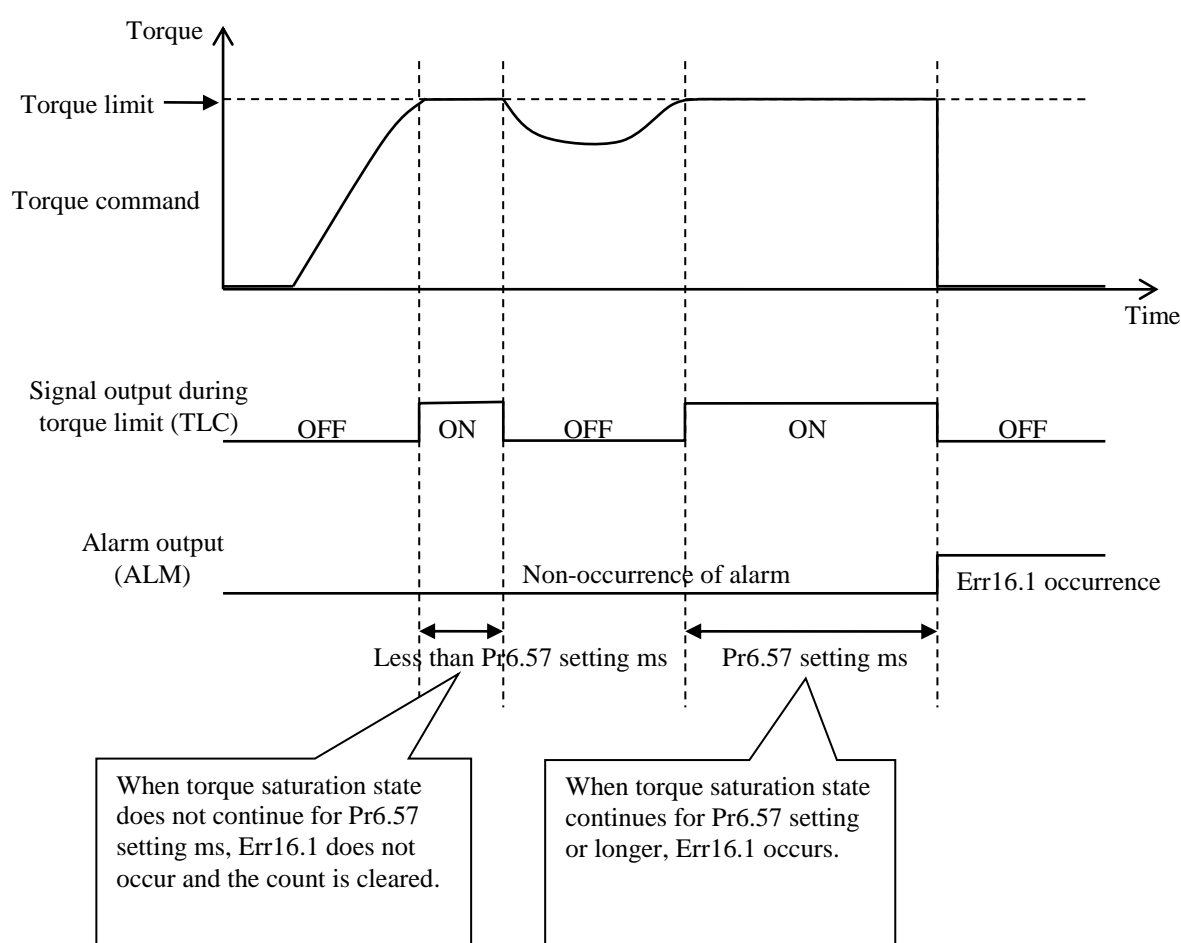 Torque
Torque limit
Torque command
Time
Signal output during
torque limit (TLC)
OFF
ON
OFF
ON
OFF
Alarm output
(ALM)
Non-occurrence of alarm
Err16.1 occurrence
Less than Pr6.57 setting ms
Pr6.57 setting ms
When torque saturation state
does not continue for Pr6.57
setting ms, Err16.1 does not
occur and the count is cleared.
When torque saturation state
continues for Pr6.57 setting
or longer, Err16.1 occurs.